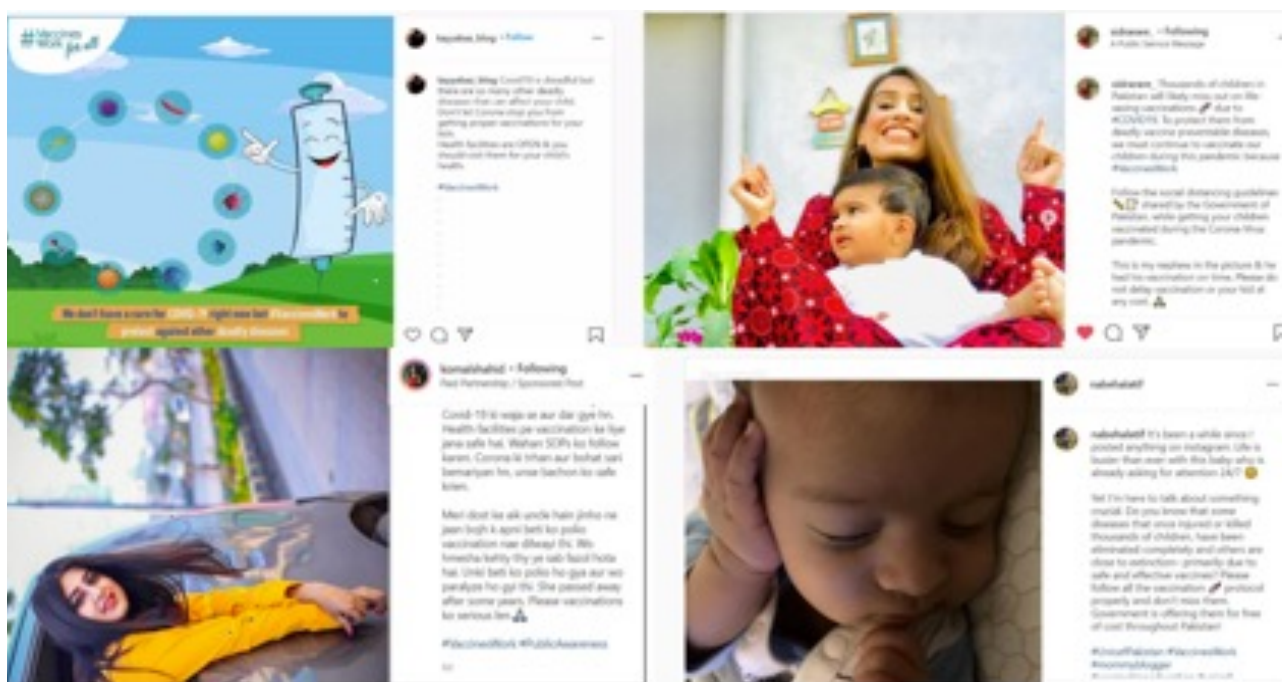 #Vaccines
Work for all
We don't have a cure for COVID-19 right now but #VaccinesWork to
protect against other deadly diseases
hayahas_blog • Follow
hayahas_blog Covid19 is dreadful but
there are so many other deadly
diseases that can affect your child.
Don't let Corona stop you from
getting proper vaccinations for your
kids.
Health facilities are OPEN & you
should visit them for your child's
health.
#VaccinesWork
• Following
A Public Service Message
Thousands of children in
Pakistan will likely miss out on life-
saving vaccinations 💉 due to
#COVID19. To protect them from
deadly vaccine preventable diseases,
we must continue to vaccinate our
children during this pandemic because
#VaccinesWork
Follow the social distancing guidelines
shared by the Government of
Pakistan, while getting your children
vaccinated during the Corona Virus
pandemic.
This is my nephew in the picture & he
had his vaccination on time. Please do
not delay vaccination or your kid at
any cost. 🙏
komalshahid • Following
Paid Partnership / Sponsored Post
Covid-19 ki waja se aur dar gye hn.
Health facilities pe vaccination ke liye
jana safe hai. Wahan SOPs ko follow
karen. Corona ki trhan aur bohat sari
bemariyan hn, unse bachon ko safe
krien.
Meri dost ke aik uncle hain jinho ne
jaan bojh k apni beti ko polio
vaccination nae dilwayi thi. Wo
hmesha kehty thy ye sab fazol hota
hai. Unki beti ko polio ho gya aur wo
paralyze ho gyi thi. She passed away
after some years. Please vaccinations
ko serious len 🙏
#VaccinesWork #PublicAwareness
nabehalatif
nabehalatif It's been a while since I
posted anything on instagram. Life is
busier than ever with this baby who is
already asking for attention 24/7
Yet I'm here to talk about something
crucial. Do you know that some
diseases that once injured or killed
thousands of children, have been
eliminated completely and others are
close to extinction- primarily due to
safe and effective vaccines? Please
follow all the vaccination 💉 protocol
properly and don't miss them.
Government is offering them for free
of cost throughout Pakistan!
#UnicefPakistan #VaccinesWork
#mommyblogger